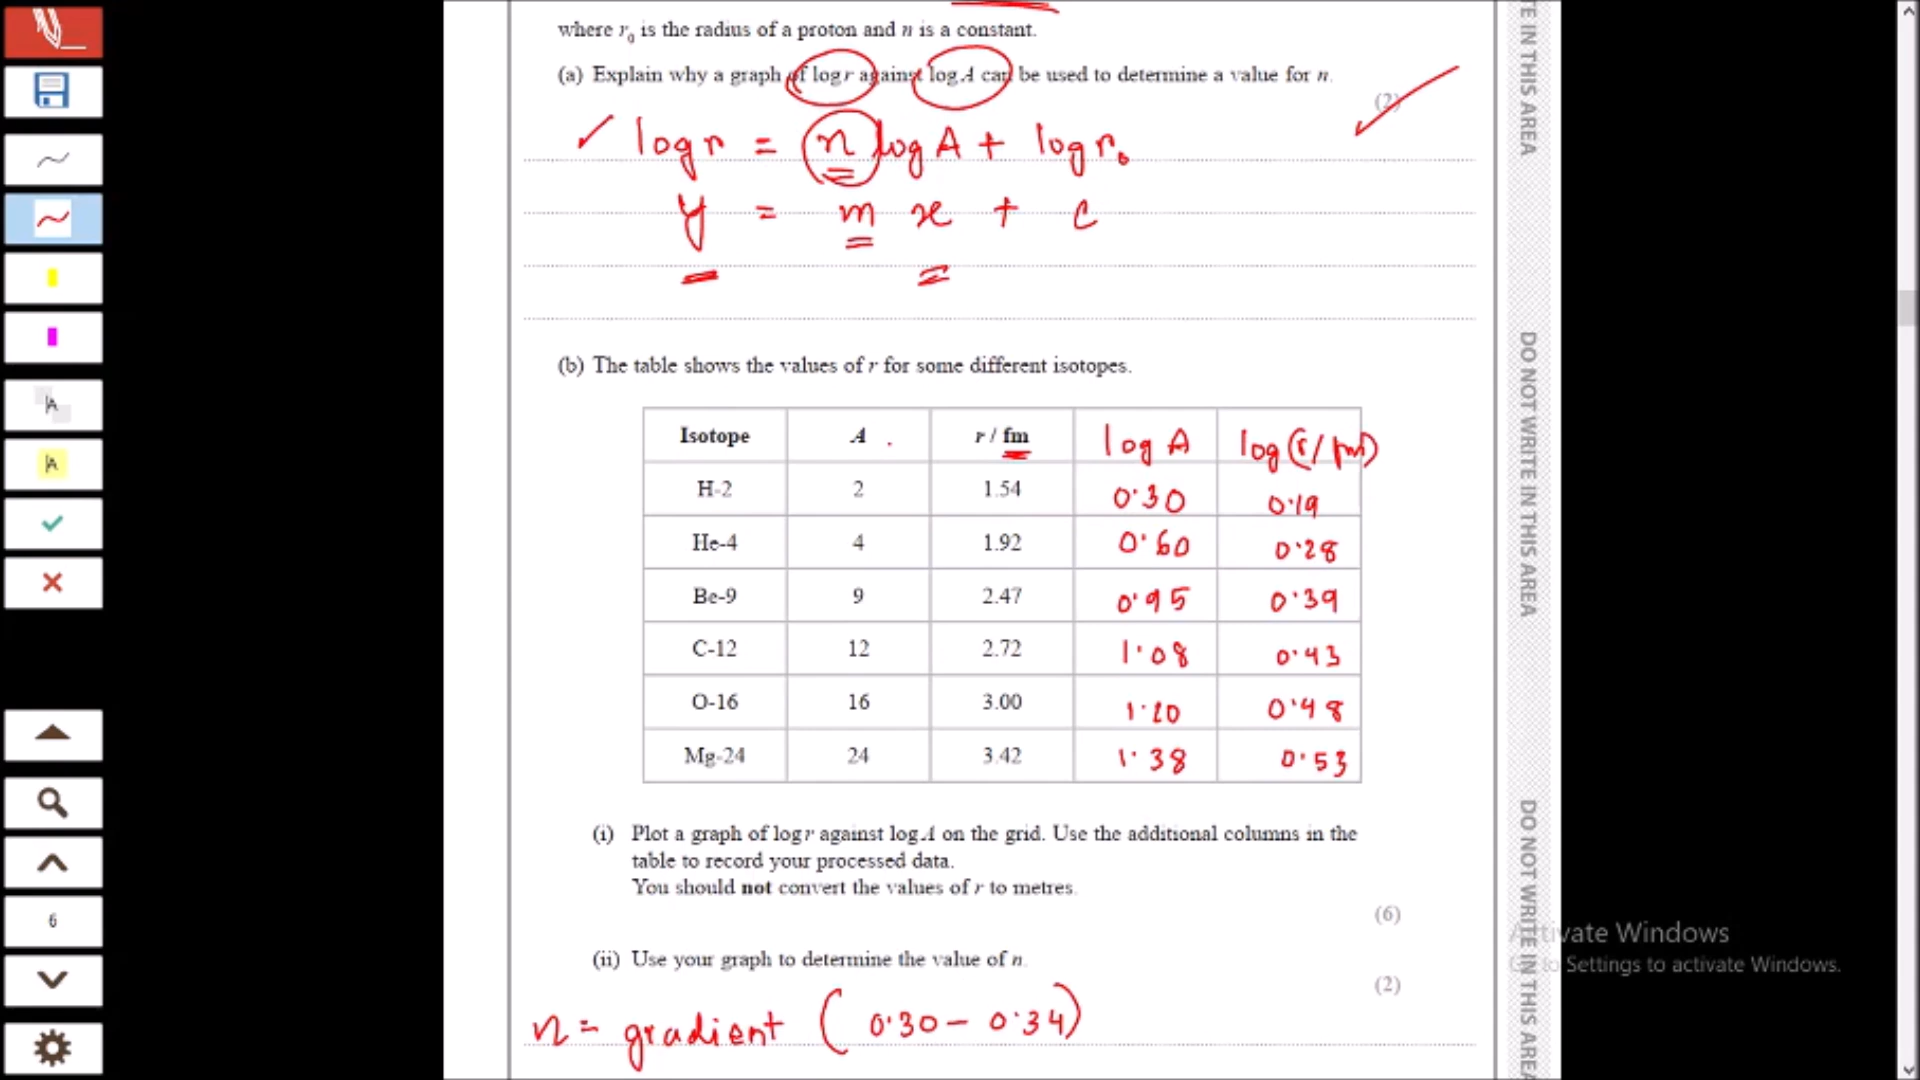 where r₀ is the radius of a proton and n is a constant.
(a) Explain why a graph of log r against log A can be used to determine a value for n.
(2)
log r = n log A + log r₀
y = m x + c
(b) The table shows the values of r for some different isotopes.
Isotope A r / fm log A log (r/fm)
H-2 2 1.54 0.30 0.19
He-4 4 1.92 0.60 0.28
Be-9 9 2.47 0.95 0.39
C-12 12 2.72 1.08 0.43
O-16 16 3.00 1.20 0.48
Mg-24 24 3.42 1.38 0.53
(i) Plot a graph of log r against log A on the grid. Use the additional columns in the
table to record your processed data.
You should not convert the values of r to metres.
(6)
(ii) Use your graph to determine the value of n.
(2)
n = gradient (0.30 - 0.34)
TE IN THIS AREA
DO NOT WRITE IN THIS AREA
DO NOT WRITE IN THIS AREA
6
Activate Windows
Go to Settings to activate Windows.